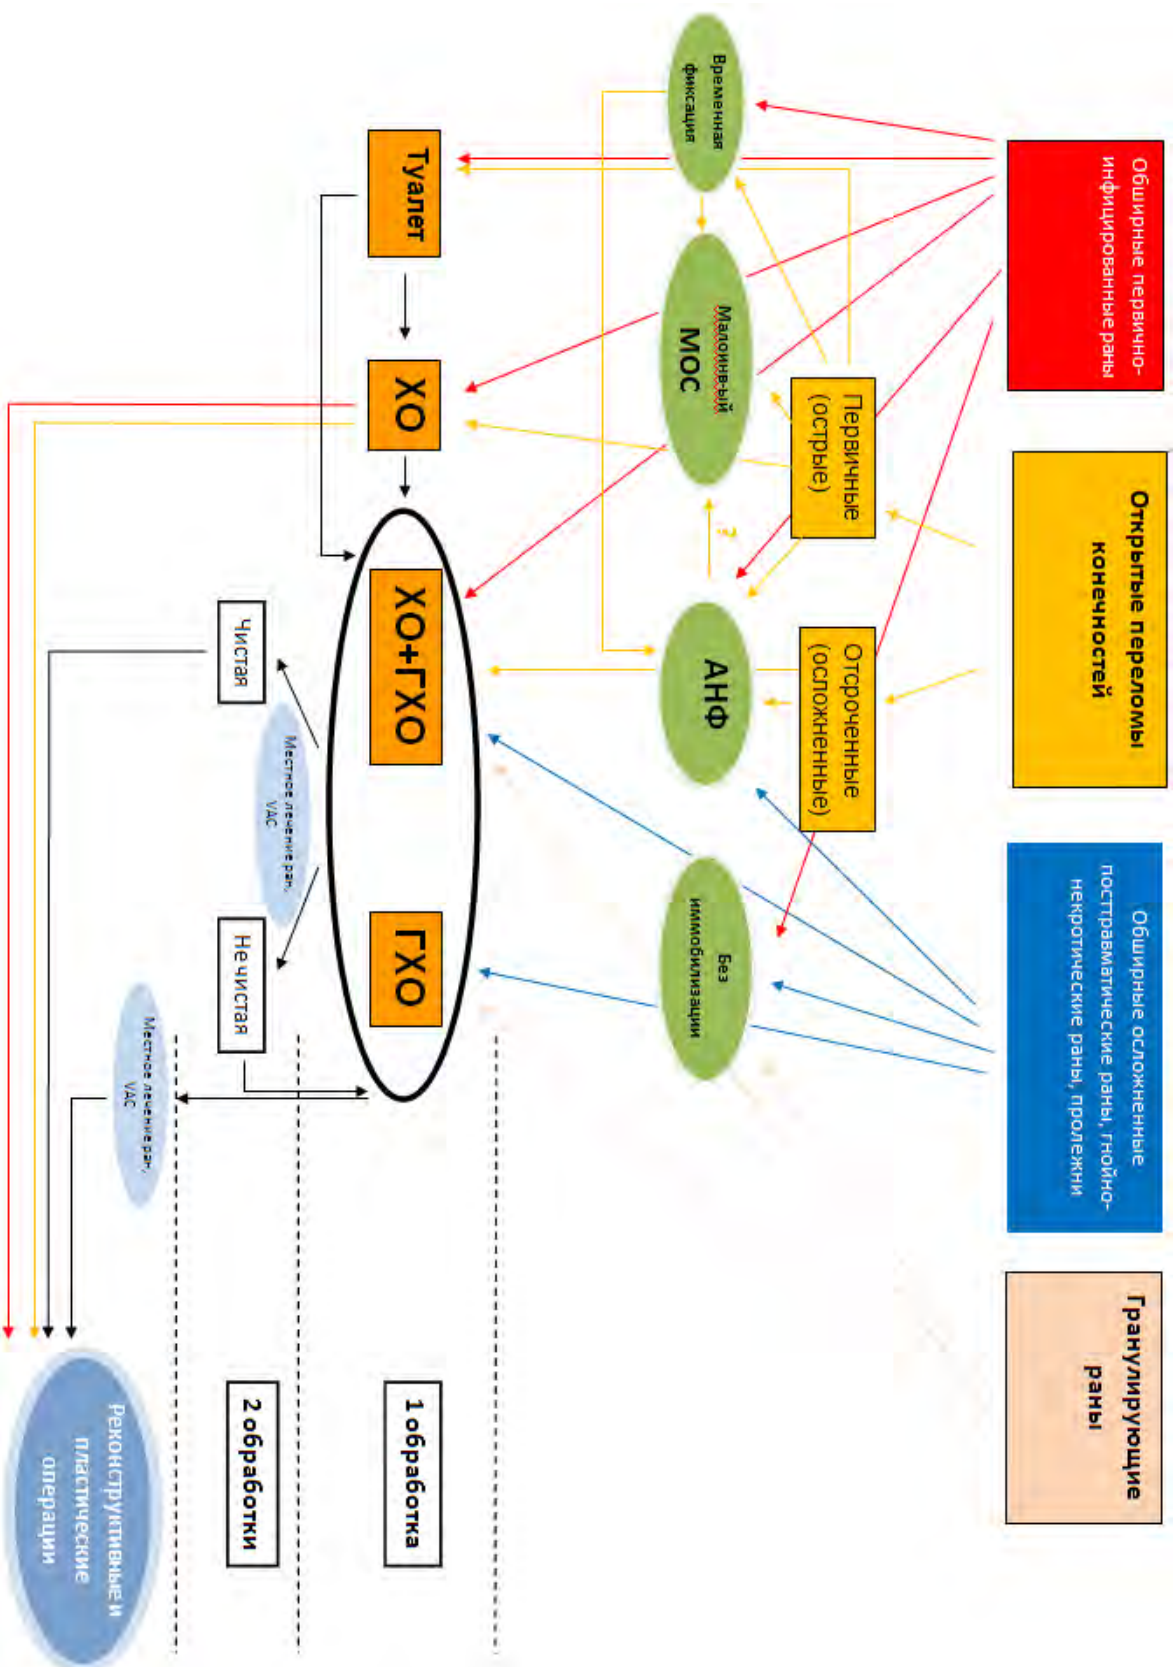 Обширные первично-
инфицированные раны
Открытые переломы
конечностей
Обширные осложненные
посттравматические раны, гнойно-
некротические раны, пролежни
Гранулирующие
раны
Первичные
(острые)
Отсроченные
(осложненные)
Временная
фиксация
Малоинв-ый
МОС
?
АНФ
Без
иммобилизации
Туалет
ХО
ХО+ГХО
ГХО
1 обработка
Чистая
Местное лечение ран,
VAC
Не чистая
2 обработки
Местное лечение ран,
VAC
Реконструктивные и
пластические
операции